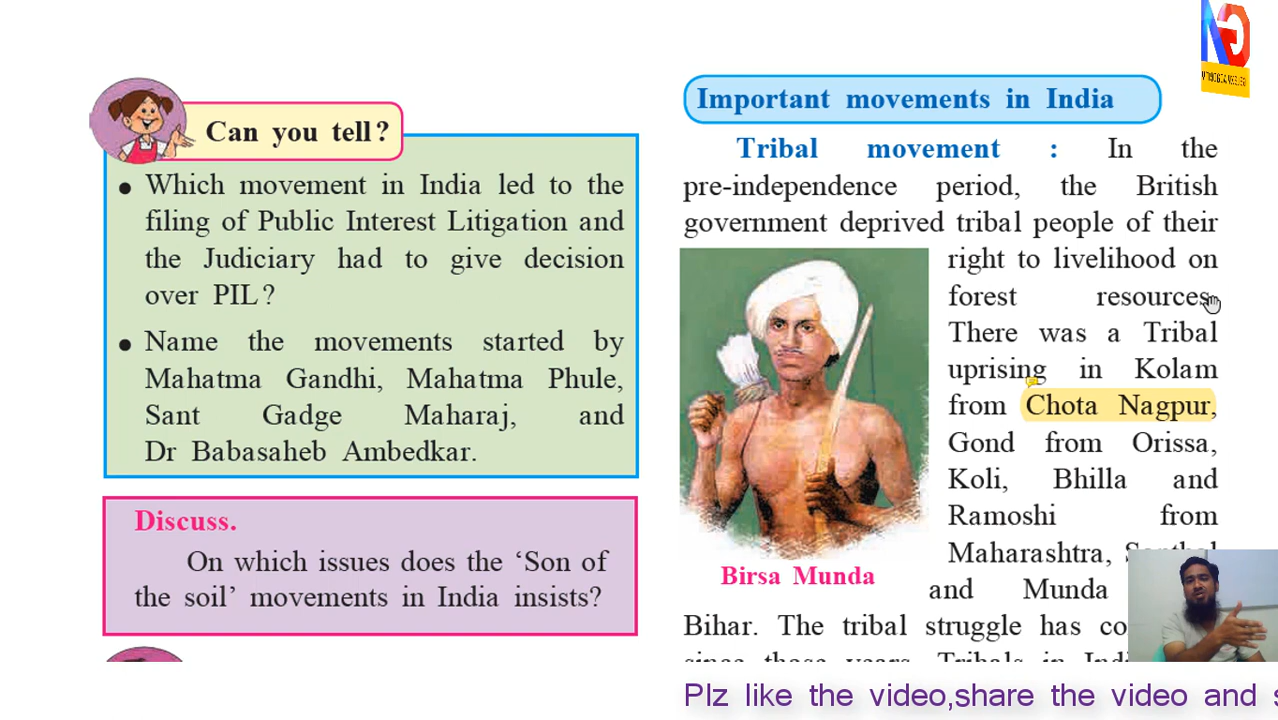 Can you tell?
● Which movement in India led to the
filing of Public Interest Litigation and
the Judiciary had to give decision
over PIL?
● Name the movements started by
Mahatma Gandhi, Mahatma Phule,
Sant Gadge Maharaj, and
Dr Babasaheb Ambedkar.
Discuss.
On which issues does the ‘Son of
the soil’ movements in India insists?
Important movements in India
Tribal movement : In the
pre-independence period, the British
government deprived tribal people of their
right to livelihood on
forest resources.
There was a Tribal
uprising in Kolam
from Chota Nagpur,
Gond from Orissa,
Koli, Bhilla and
Ramoshi from
Maharashtra,
and Munda
Bihar. The tribal struggle has
since those years. Tribals in
Birsa Munda
Plz like the video,share the video and